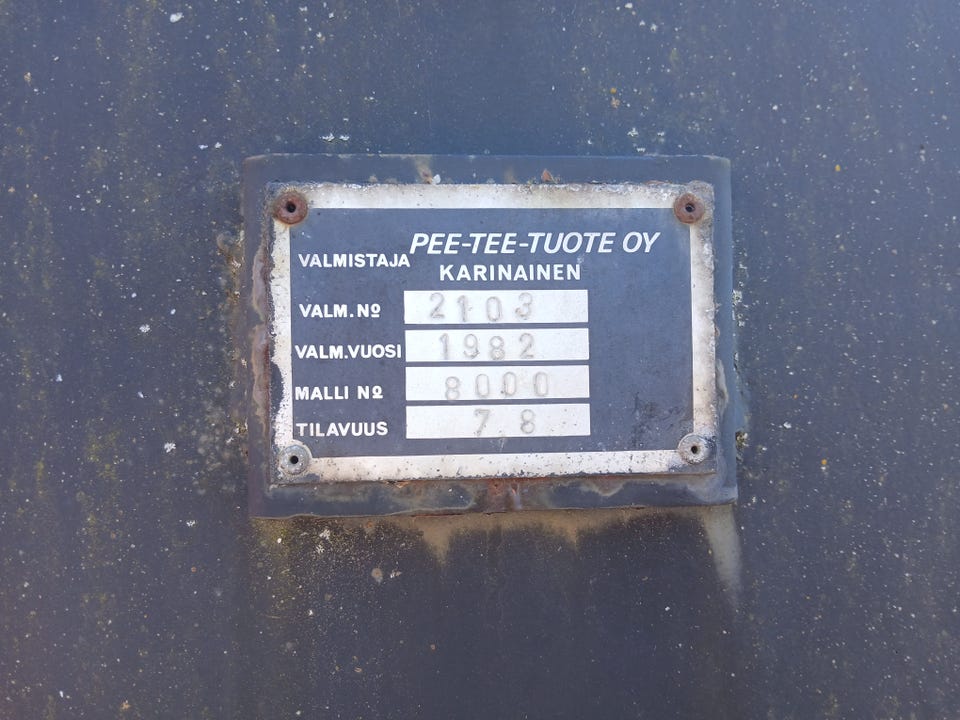 VALMISTAJA PEE-TEE-TUOTE OY
KARINAINEN
VALM. Nº 2103
VALM.VUOSI 1982
MALLI Nº 8000
TILAVUUS 7 8